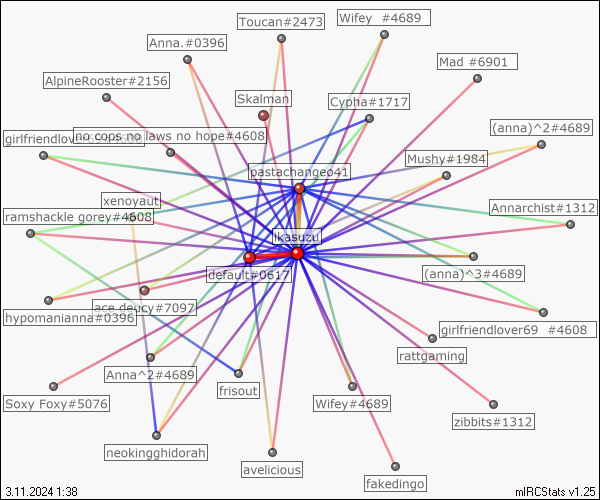 Toucan#2473
Wifey #4689
Anna.#0396
Mad #6901
AlpineRooster#2156
Skalman
Cypha#1717
(anna)^2#4689
no cops no laws no hope#4608
Mushy#1984
pastachangeo41
xenoyaut
Annarchist#1312
ramshackle gorey#4608
ikasuzu
default#0617
(anna)^3#4689
ace deucy#7097
hypomanianna#0396
girlfriendlover69 #4608
rattgaming
Anna^2#4689
frisout
Soxy Foxy#5076
Wifey#4689
zibbits#1312
neokingghidorah
avelicious
fakedingo
3.11.2024 1:38
mIRCStats v1.25